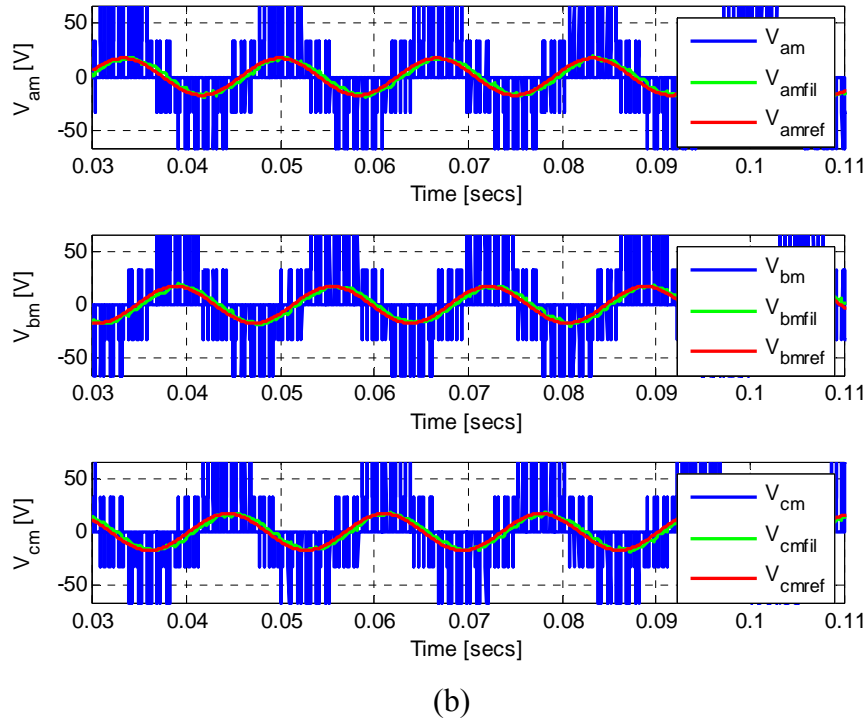 50
0
-50
V_am [V]
V_am
V_amfil
V_amref
0.03 0.04 0.05 0.06 0.07 0.08 0.09 0.1 0.11
Time [secs]
50
0
-50
V_bm [V]
V_bm
V_bmfil
V_bmref
0.03 0.04 0.05 0.06 0.07 0.08 0.09 0.1 0.11
Time [secs]
50
0
-50
V_cm [V]
V_cm
V_cmfil
V_cmref
0.03 0.04 0.05 0.06 0.07 0.08 0.09 0.1 0.11
Time [secs]
(b)